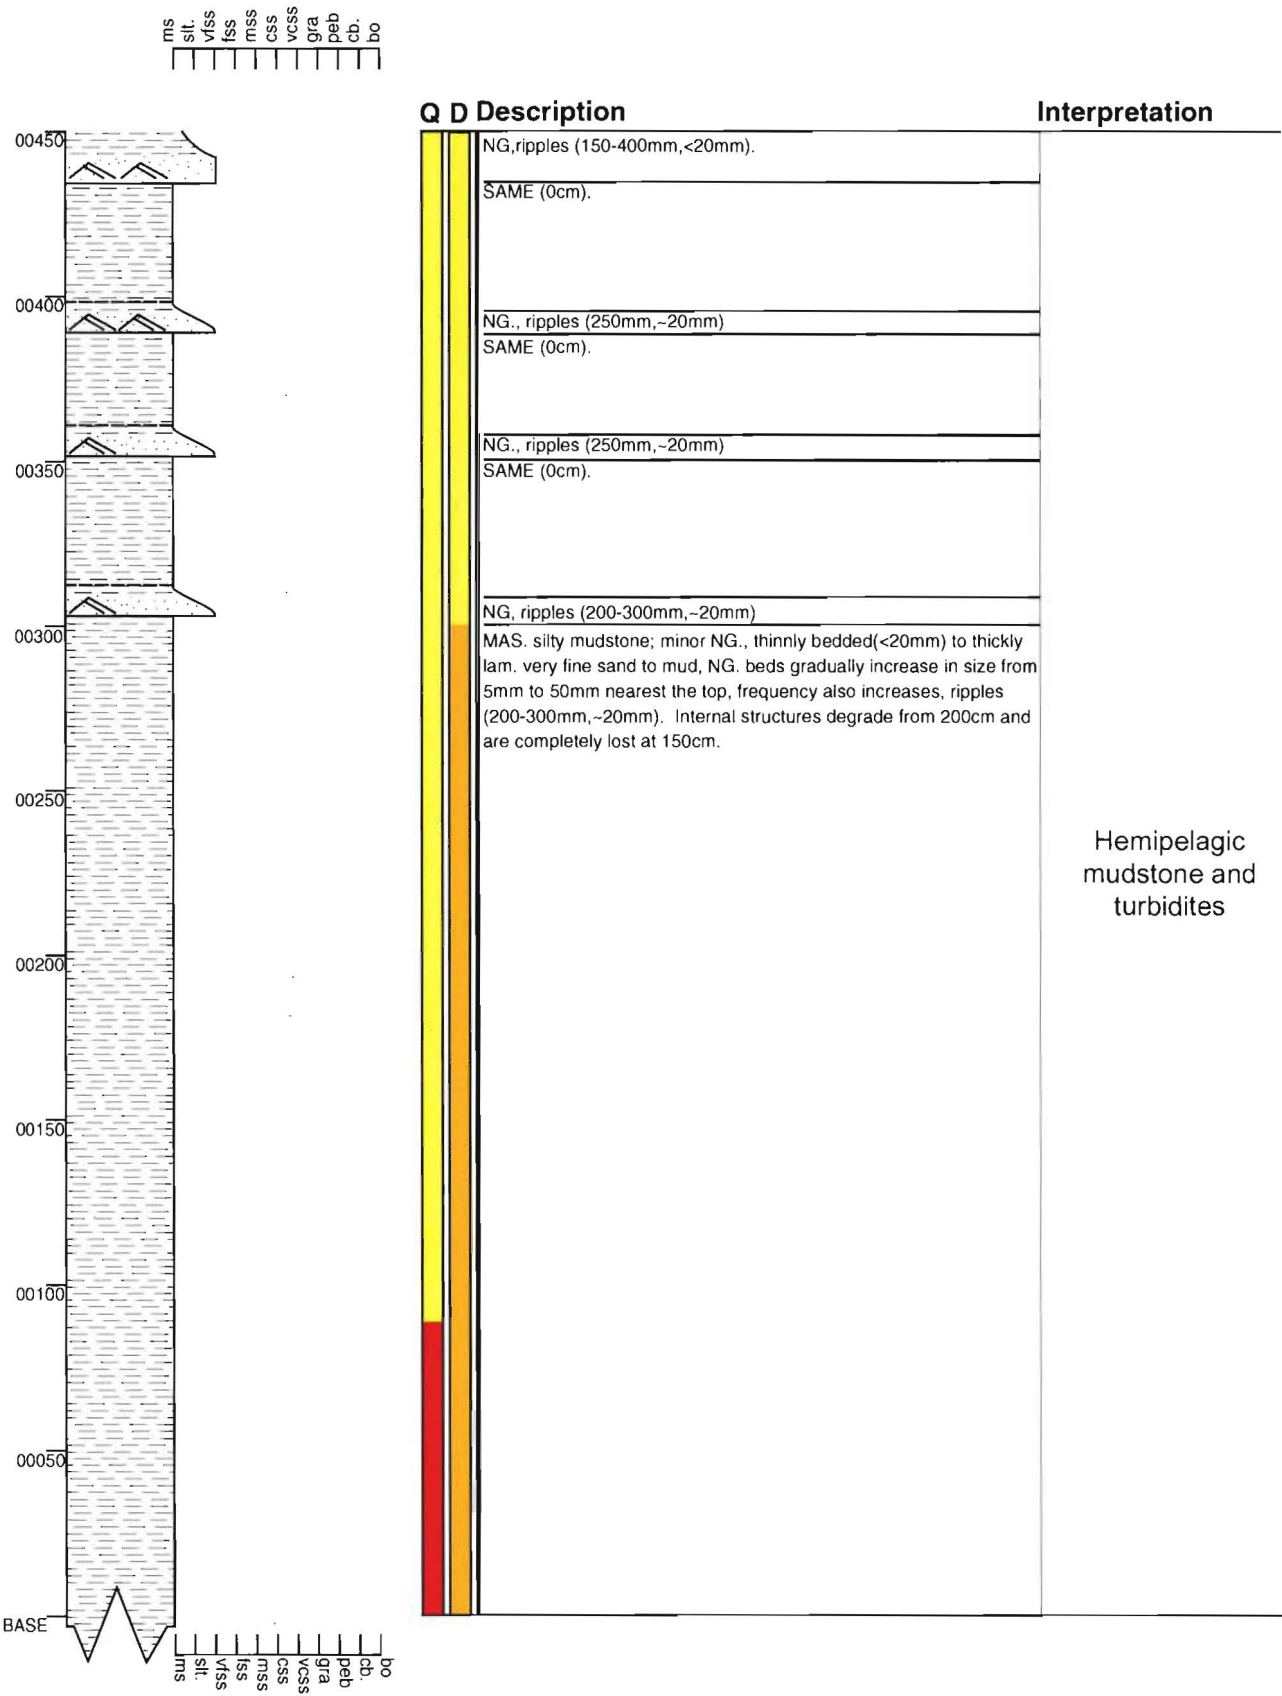 ms slt. vfss fss mss css vcss gra peb cb. bo
Q D Description Interpretation
00450
NG,ripples (150-400mm,<20mm).
SAME (0cm).
00400
NG., ripples (250mm,~20mm)
SAME (0cm).
NG., ripples (250mm,~20mm)
00350
SAME (0cm).
NG, ripples (200-300mm,~20mm)
00300
MAS. silty mudstone; minor NG., thinnly bedded(<20mm) to thickly
lam. very fine sand to mud, NG. beds gradually increase in size from
5mm to 50mm nearest the top, frequency also increases, ripples
(200-300mm,~20mm). Internal structures degrade from 200cm and
are completely lost at 150cm.
00250
Hemipelagic
mudstone and
turbidites
00200
00150
00100
00050
BASE
ms slt. vfss fss mss css vcss gra peb cb. bo